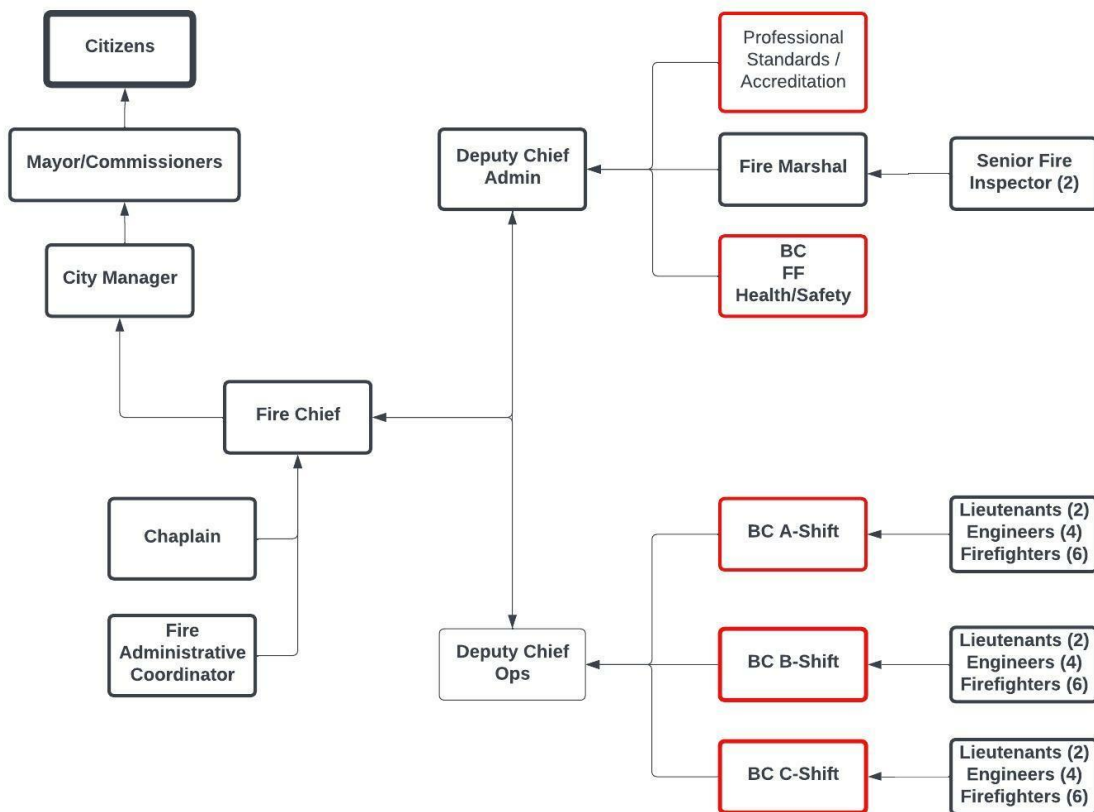 Citizens
Mayor/Commissioners
City Manager
Fire Chief
Chaplain
Fire
Administrative
Coordinator
Deputy Chief
Admin
Professional
Standards /
Accreditation
Fire Marshal
Senior Fire
Inspector (2)
BC
FF
Health/Safety
Deputy Chief
Ops
BC A-Shift
Lieutenants (2)
Engineers (4)
Firefighters (6)
BC B-Shift
Lieutenants (2)
Engineers (4)
Firefighters (6)
BC C-Shift
Lieutenants (2)
Engineers (4)
Firefighters (6)